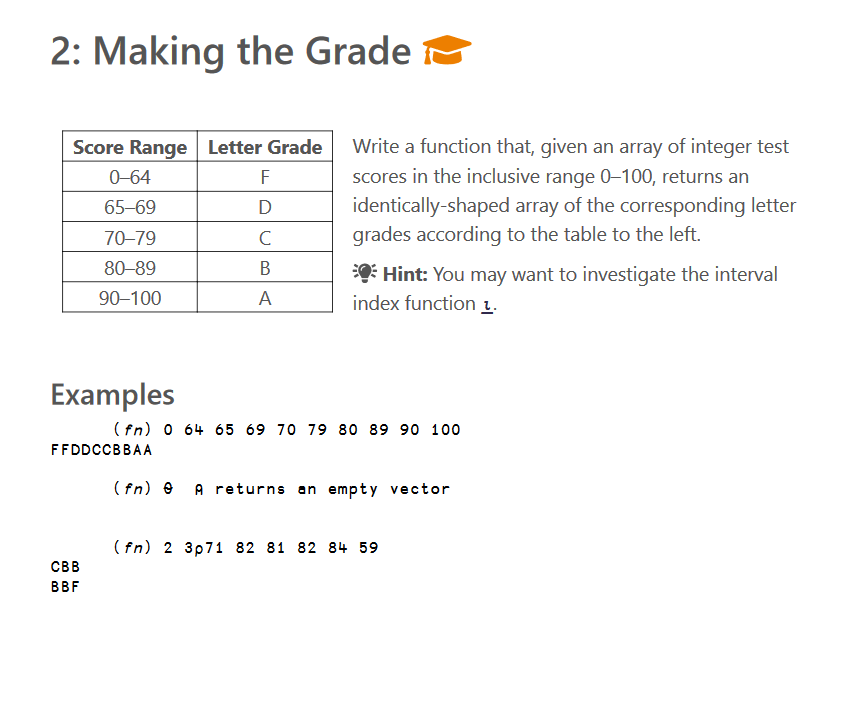 2: Making the Grade
Score Range Letter Grade
0–64 F
65–69 D
70–79 C
80–89 B
90–100 A
Write a function that, given an array of integer test
scores in the inclusive range 0–100, returns an
identically-shaped array of the corresponding letter
grades according to the table to the left.
Hint: You may want to investigate the interval
index function ⍸.
Examples
(fn) 0 64 65 69 70 79 80 89 90 100
FFDDCCBBAA
(fn) ⍬ ⍝ returns an empty vector
(fn) 2 3⍴71 82 81 82 84 59
CBB
BBF